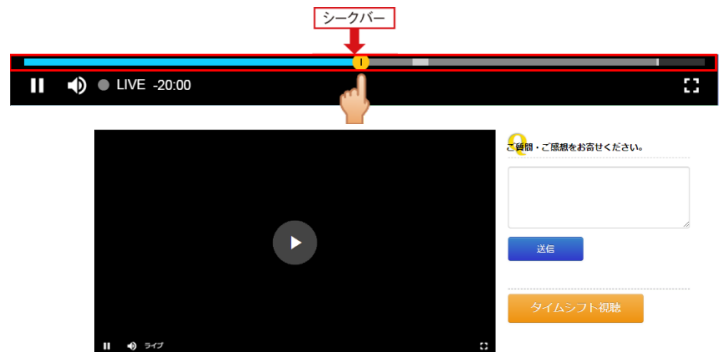 シークバー
LIVE -20:00
Q
ご質問・ご感想をお寄せください。
送信
タイムシフト視聴
ライブ